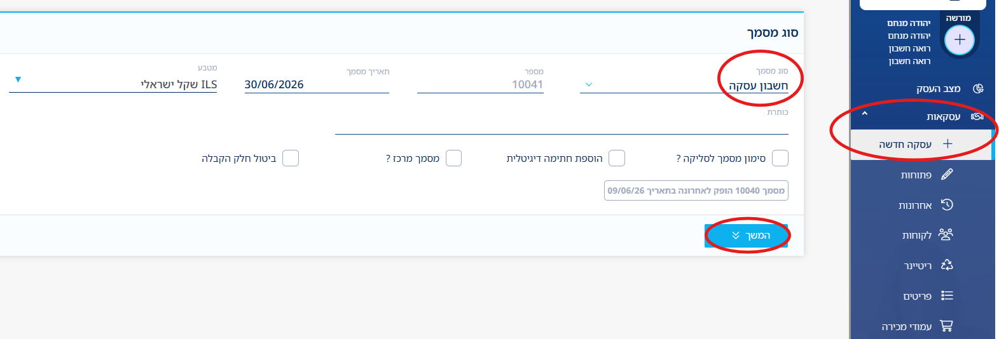 מורשה
יהודה מנחם
יהודה מנחם
רואה חשבון
רואה חשבון
מצב העסק
עסקאות
עסקה חדשה
פתוחות
אחרונות
לקוחות
ריטיינר
פריטים
עמודי מכירה
סוג מסמך
סוג מסמך
חשבון עסקה
מספר
10041
תאריך מסמך
30/06/2026
מטבע
ILS שקל ישראלי
כותרת
סימון מסמך לסליקה ?
הוספת חתימה דיגיטלית
מסמך מרכז ?
ביטול חלק הקבלה
מסמך 10040 הופק לאחרונה בתאריך 09/06/26
המשך